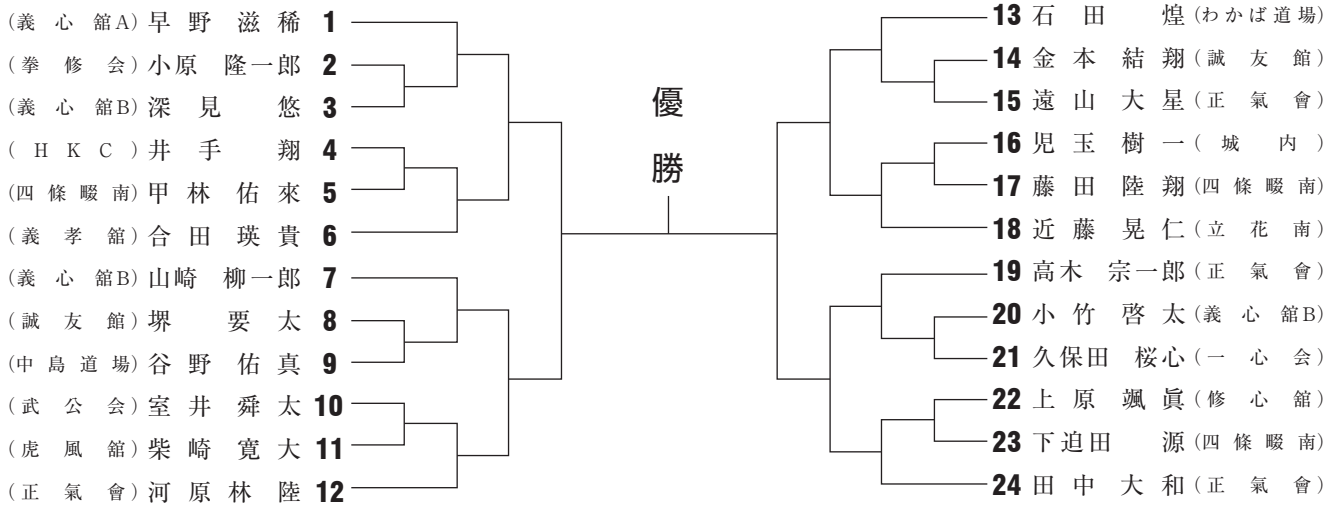 (義心舘A) 早野滋稀 1
(拳修会) 小原隆一郎 2
(義心舘B) 深見悠 3
(HKC) 井手翔 4
(四條畷南) 甲林佑來 5
(義孝舘) 合田瑛貴 6
(義心舘B) 山崎柳一郎 7
(誠友館) 堺要太 8
(中島道場) 谷野佑真 9
(武公会) 室井舜太 10
(虎風舘) 柴崎寛大 11
(正氣會) 河原林陸 12
優勝
13 石田煌 (わかば道場)
14 金本結翔 (誠友館)
15 遠山大星 (正氣會)
16 児玉樹一 (城内)
17 藤田陸翔 (四條畷南)
18 近藤晃仁 (立花南)
19 高木宗一郎 (正氣會)
20 小竹啓太 (義心舘B)
21 久保田桜心 (一心会)
22 上原颯眞 (修心舘)
23 下迫田源 (四條畷南)
24 田中大和 (正氣會)